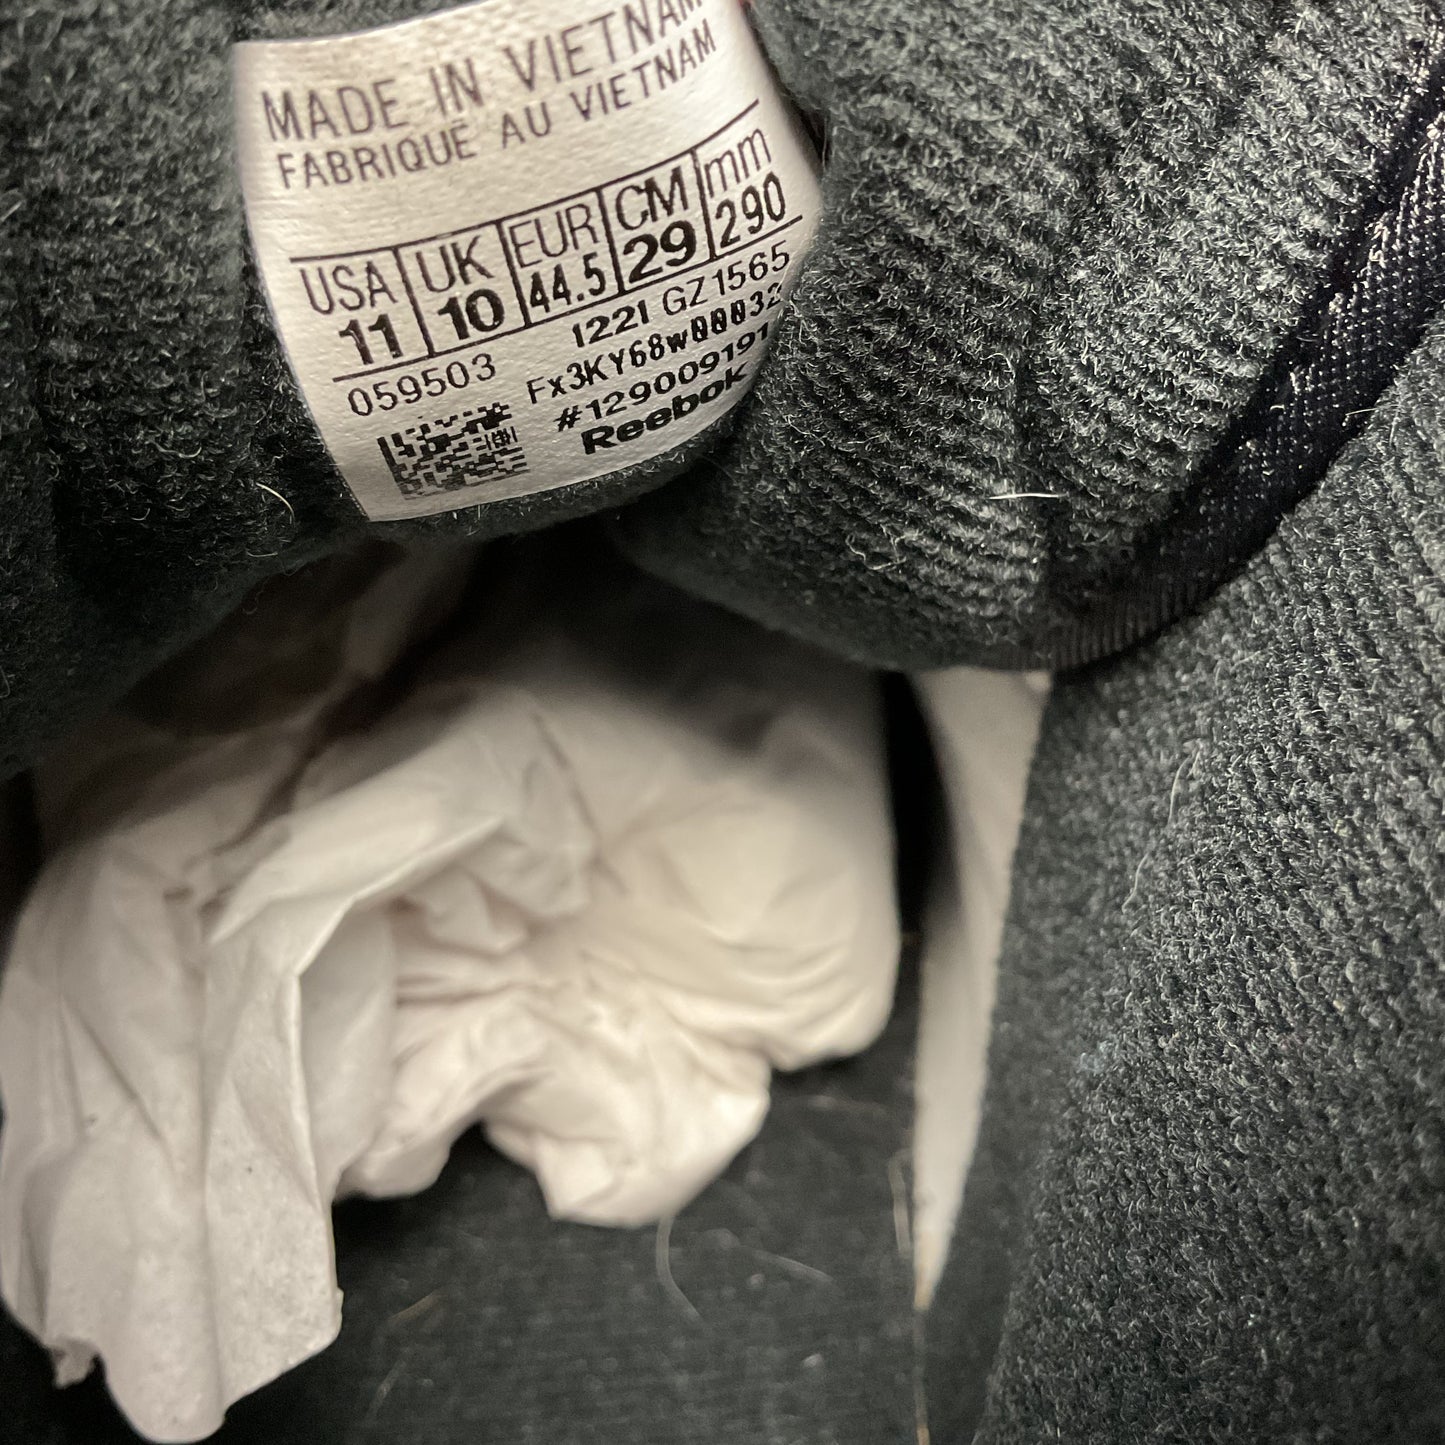 MADE IN VIETNAM
FABRIQUÉ AU VIETNAM
USA UK EUR CM mm
11 10 44.5 29 290
059503 1221 GZ1565
Fx3KY68w00032
#129009191
Reebok